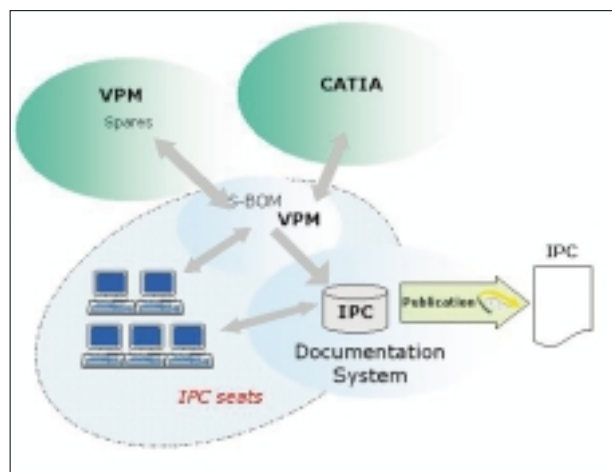 VPM
Spares
CATIA
S-BOM
VPM
IPC
IPC
Publication
Documentation
System
IPC seats